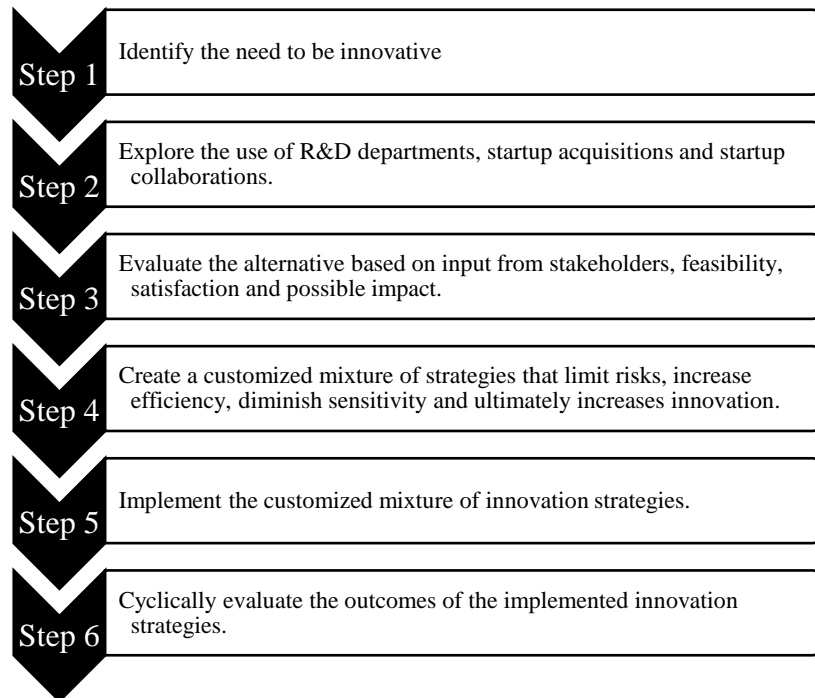 Step 1
Identify the need to be innovative
Step 2
Explore the use of R&D departments, startup acquisitions and startup
collaborations.
Step 3
Evaluate the alternative based on input from stakeholders, feasibility,
satisfaction and possible impact.
Step 4
Create a customized mixture of strategies that limit risks, increase
efficiency, diminish sensitivity and ultimately increases innovation.
Step 5
Implement the customized mixture of innovation strategies.
Step 6
Cyclically evaluate the outcomes of the implemented innovation
strategies.